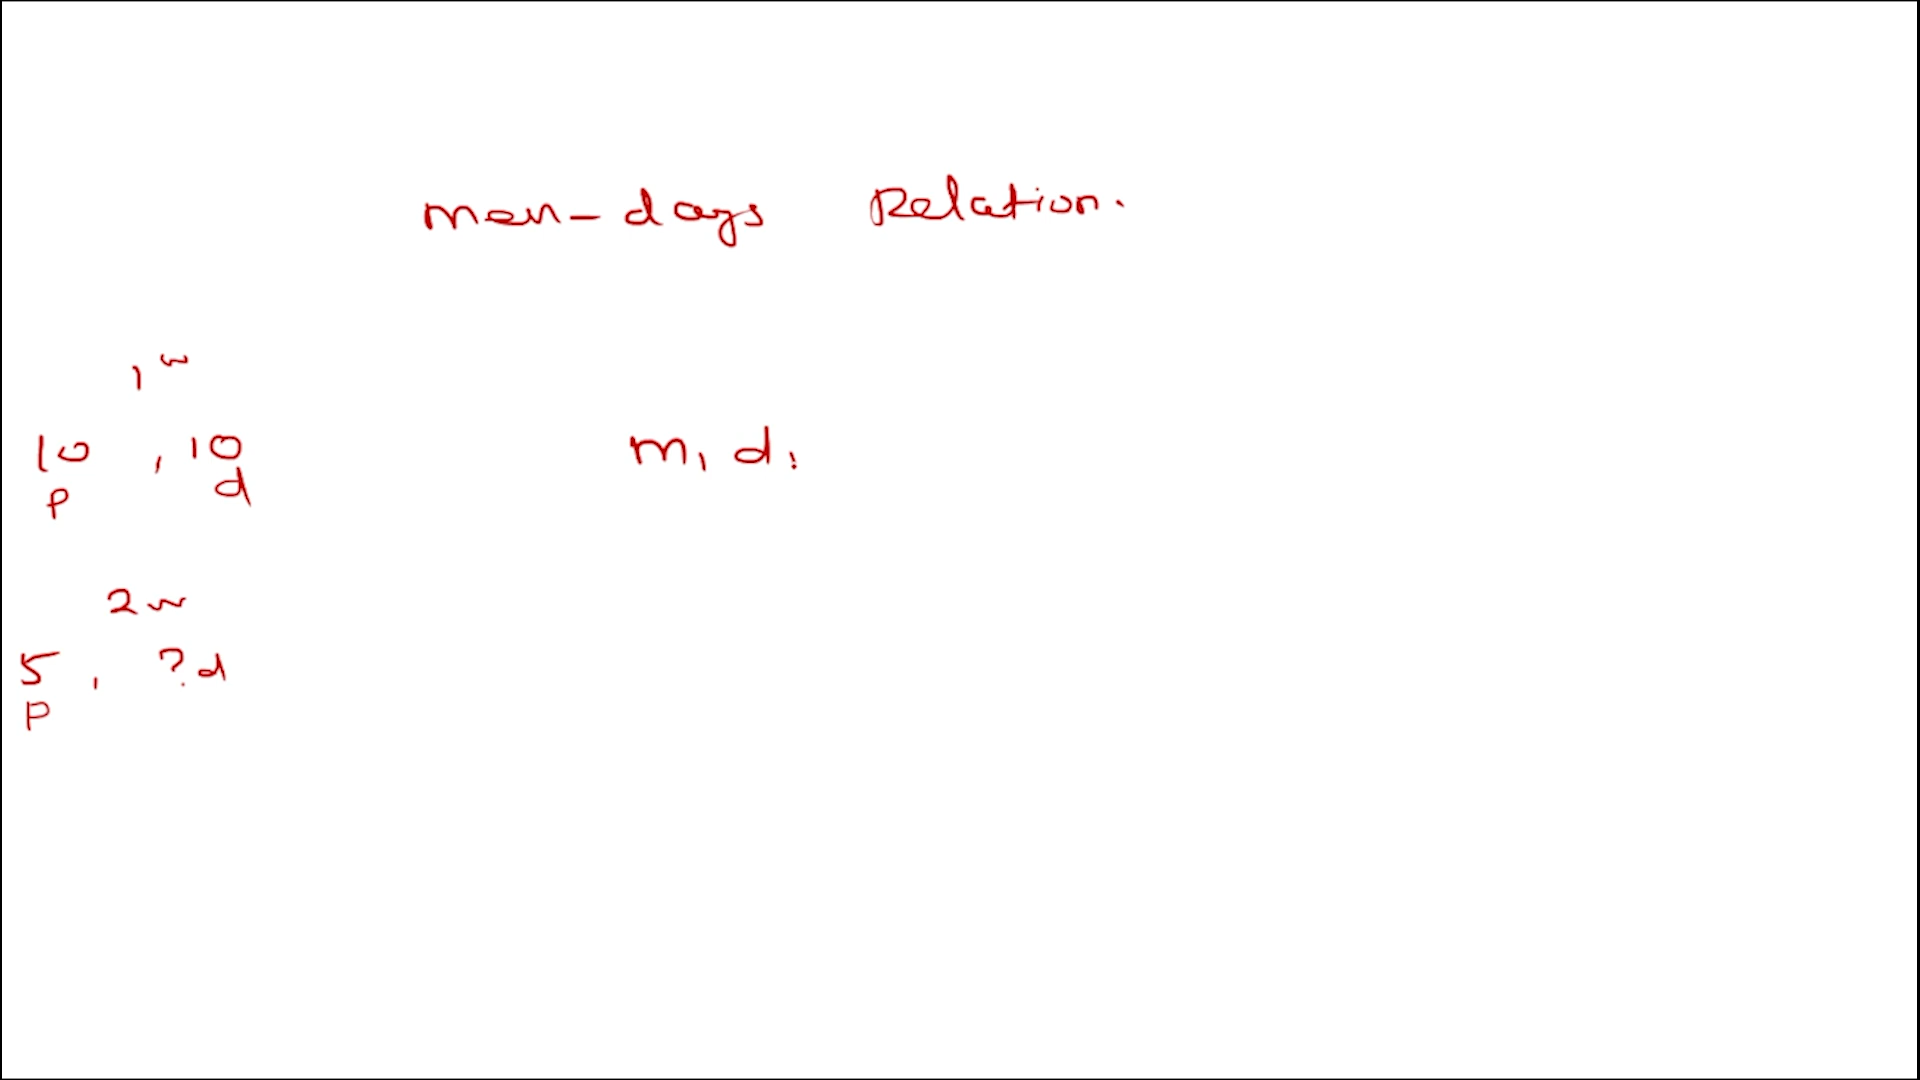 men-days Relation.
1w
10 , 10
P d
m1 d1
2w
5 , ?d
P